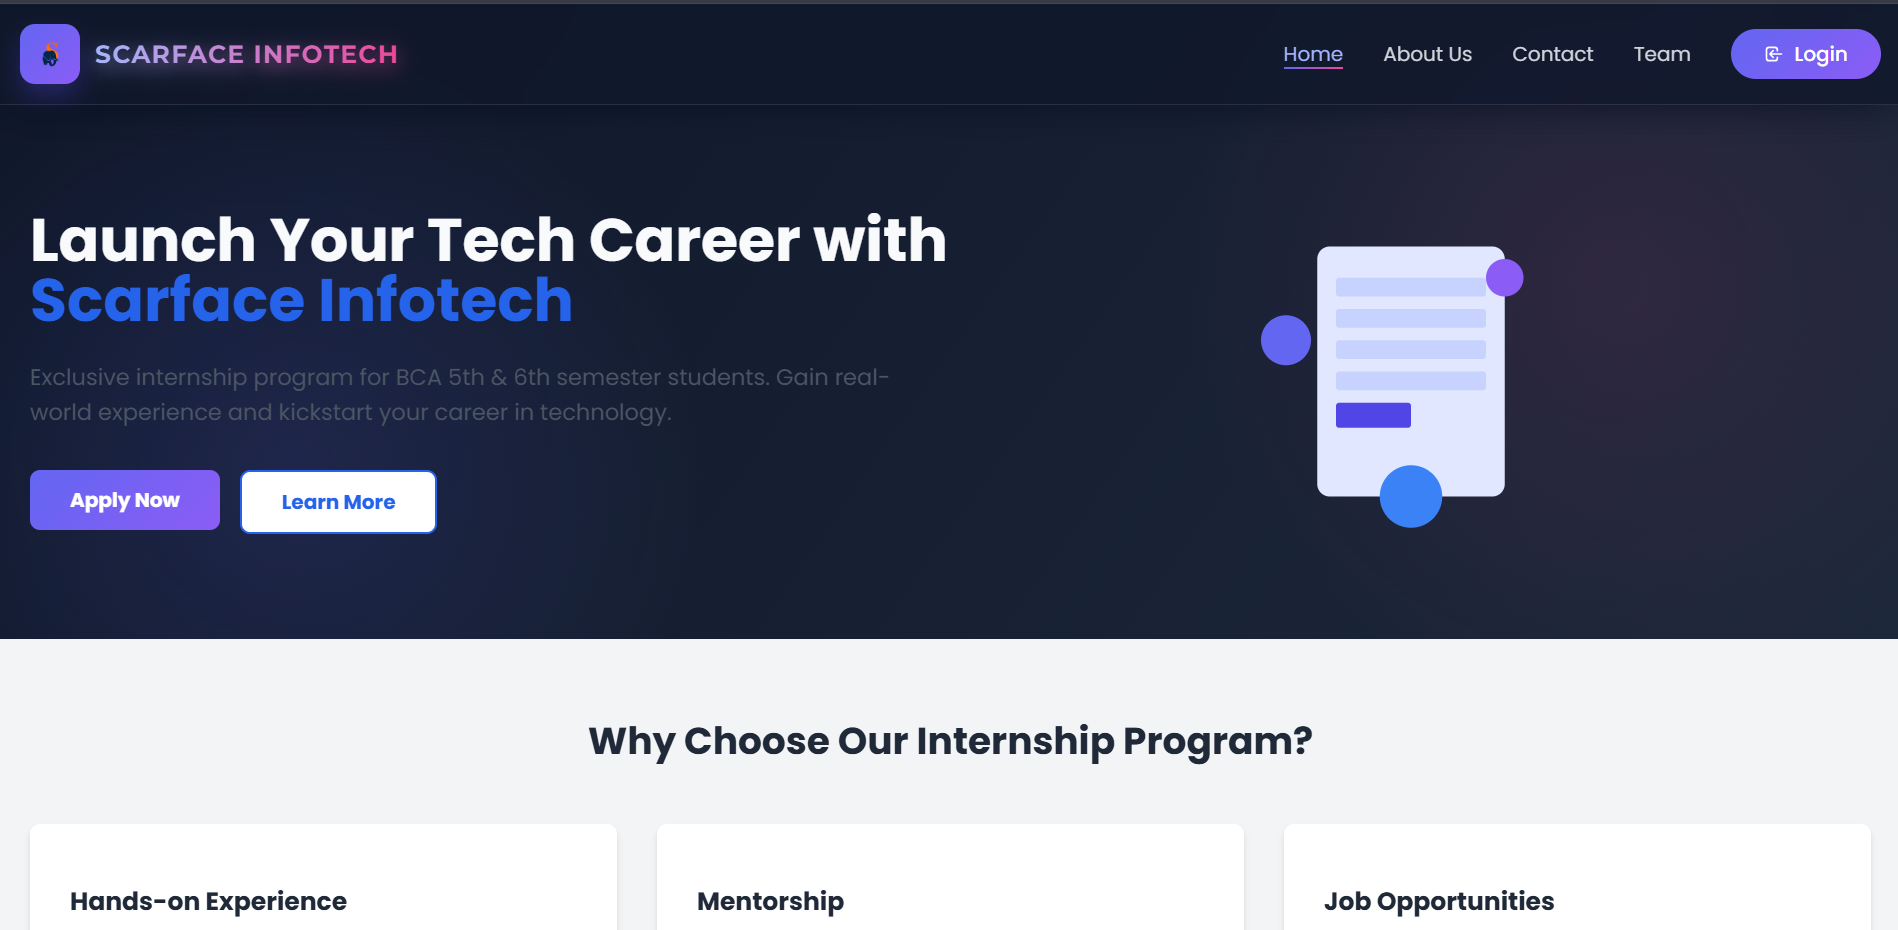 SCARFACE INFOTECH
Home
About Us
Contact
Team
Login
Launch Your Tech Career with
Scarface Infotech
Exclusive internship program for BCA 5th & 6th semester students. Gain real-
world experience and kickstart your career in technology.
Apply Now
Learn More
Why Choose Our Internship Program?
Hands-on Experience
Mentorship
Job Opportunities